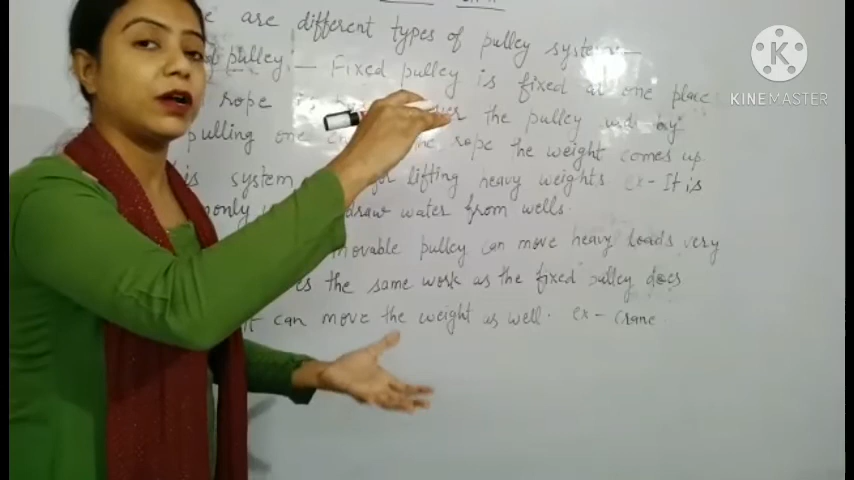 are different types of pulley system:—
pulley:— Fixed pulley is fixed at one place
rope the pulley and by
pulling one the rope the weight comes up
system for lifting heavy weights ex- It is
draw water from wells.
movable pulley can move heavy loads very
the same work as the fixed pulley does
it can move the weight as well. ex- Crane
KINEMASTER